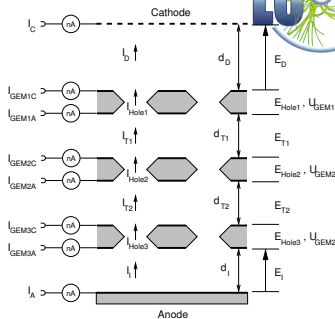 Cathode
I_C nA
I_D d_D E_D
I_GEM1C nA
I_Hole1 E_Hole1 , U_GEM1
I_GEM1A nA
I_T1 d_T1 E_T1
I_GEM2C nA
I_Hole2 E_Hole2 , U_GEM2
I_GEM2A nA
I_T2 d_T2 E_T2
I_GEM3C nA
I_Hole3 E_Hole3 , U_GEM2
I_GEM3A nA
I_I d_I E_I
I_A nA
Anode